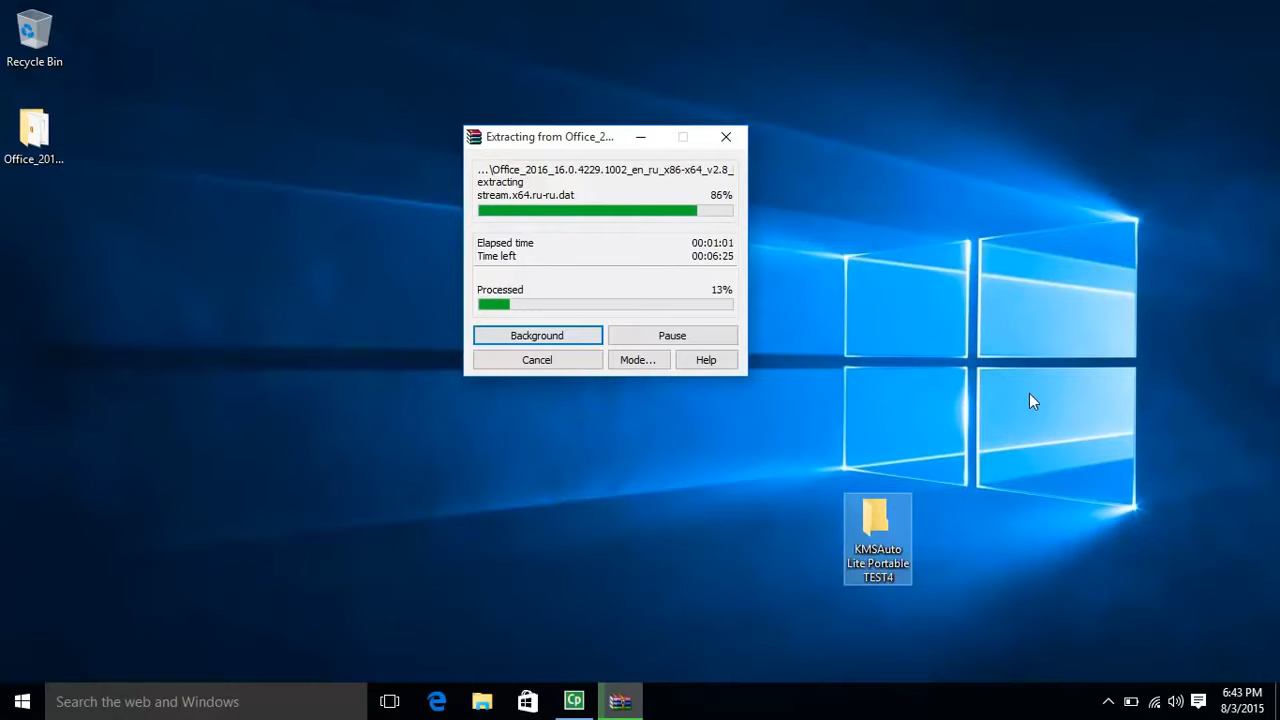 Recycle Bin
Office_201...
Extracting from Office_2...
...\Office_2016_16.0.4229.1002_en_ru_x86-x64_v2.8_
extracting
stream.x64.ru-ru.dat 86%
Elapsed time 00:01:01
Time left 00:06:25
Processed 13%
Background Pause
Cancel Mode... Help
KMSAuto
Lite Portable
TEST4
Search the web and Windows
Cp
6:43 PM
8/3/2015